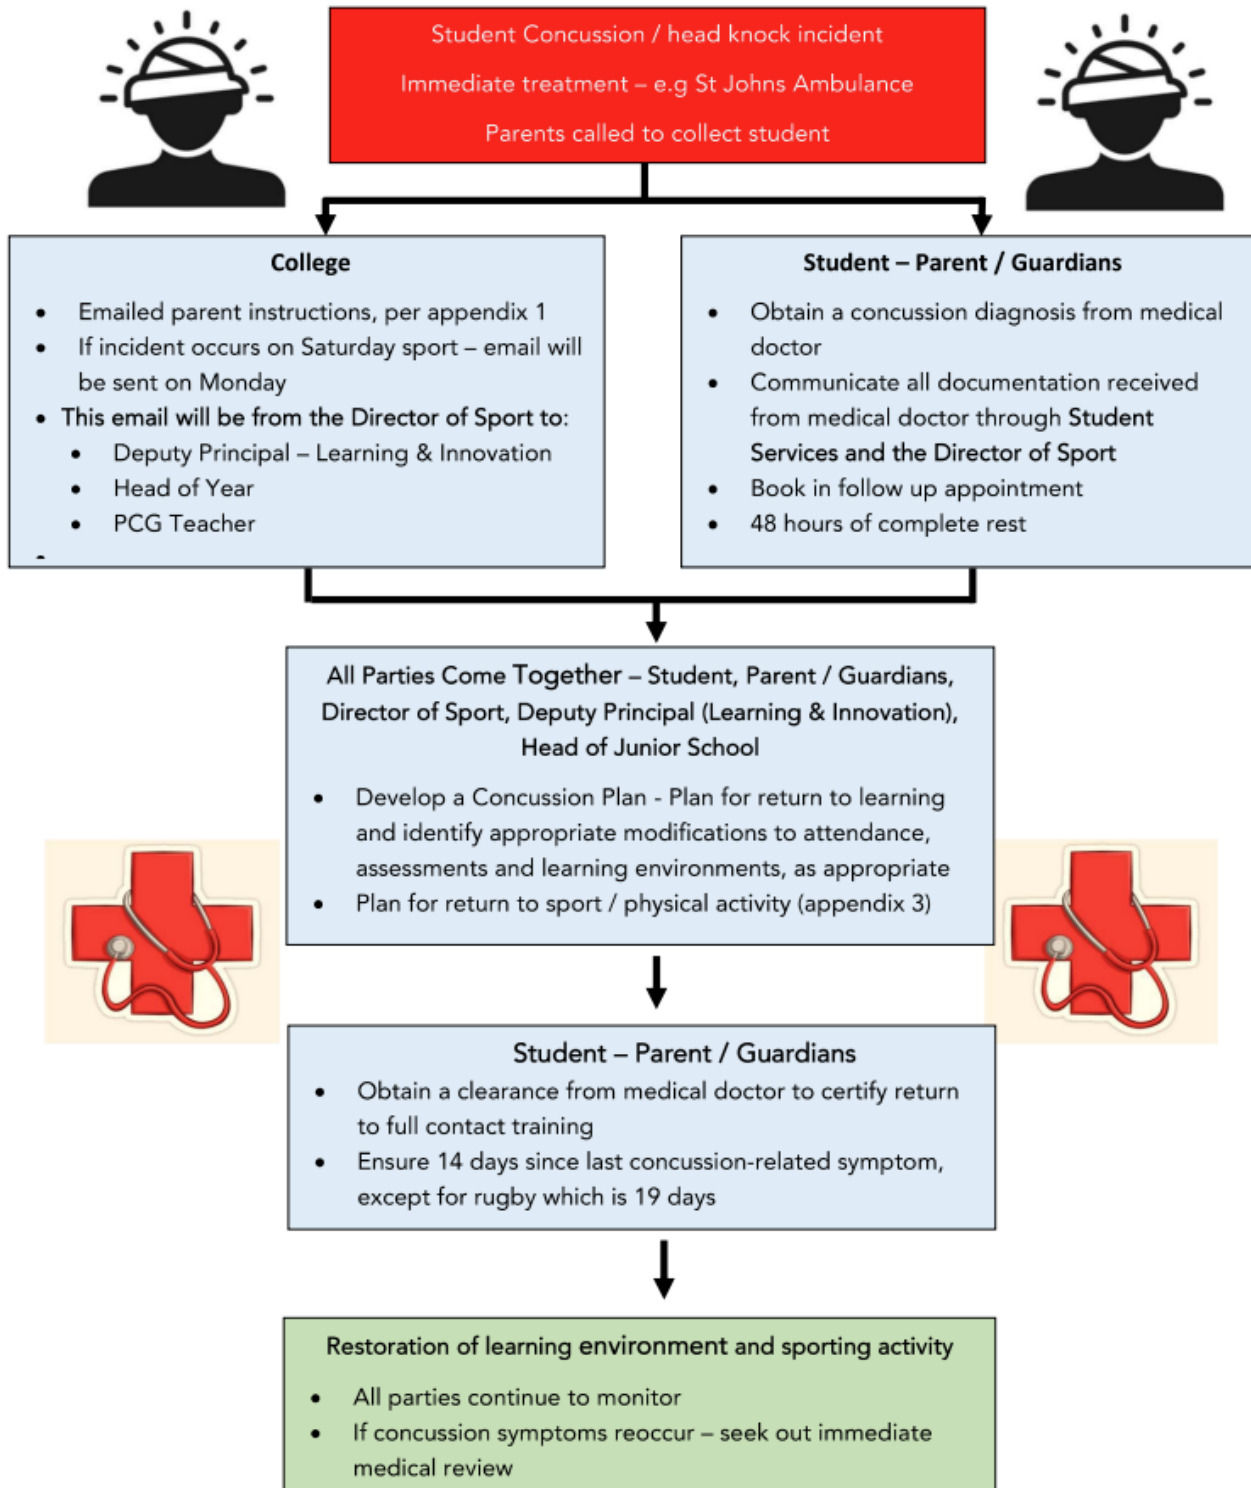 Student Concussion / head knock incident
Immediate treatment – e.g St Johns Ambulance
Parents called to collect student
College
• Emailed parent instructions, per appendix 1
• If incident occurs on Saturday sport – email will
be sent on Monday
• This email will be from the Director of Sport to:
• Deputy Principal – Learning & Innovation
• Head of Year
• PCG Teacher
•
Student – Parent / Guardians
• Obtain a concussion diagnosis from medical
doctor
• Communicate all documentation received
from medical doctor through Student
Services and the Director of Sport
• Book in follow up appointment
• 48 hours of complete rest
All Parties Come Together – Student, Parent / Guardians,
Director of Sport, Deputy Principal (Learning & Innovation),
Head of Junior School
• Develop a Concussion Plan - Plan for return to learning
and identify appropriate modifications to attendance,
assessments and learning environments, as appropriate
• Plan for return to sport / physical activity (appendix 3)
Student – Parent / Guardians
• Obtain a clearance from medical doctor to certify return
to full contact training
• Ensure 14 days since last concussion-related symptom,
except for rugby which is 19 days
Restoration of learning environment and sporting activity
• All parties continue to monitor
• If concussion symptoms reoccur – seek out immediate
medical review